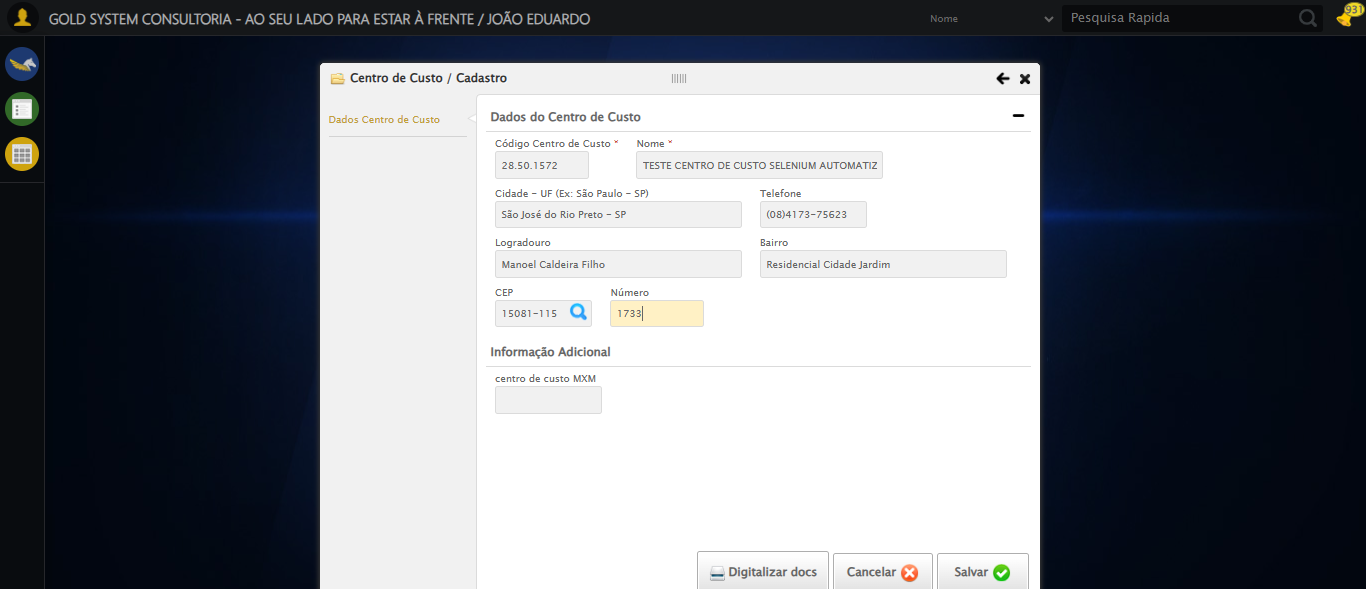 GOLD SYSTEM CONSULTORIA - AO SEU LADO PARA ESTAR À FRENTE / JOÃO EDUARDO
Nome
Pesquisa Rapida
931
Centro de Custo / Cadastro
Dados Centro de Custo
Dados do Centro de Custo
Código Centro de Custo * Nome *
28.50.1572 TESTE CENTRO DE CUSTO SELENIUM AUTOMATIZ
Cidade - UF (Ex: São Paulo - SP) Telefone
São José do Rio Preto - SP (08)4173-75623
Logradouro Bairro
Manoel Caldeira Filho Residencial Cidade Jardim
CEP Número
15081-115 1733
Informação Adicional
centro de custo MXM
Digitalizar docs Cancelar Salvar